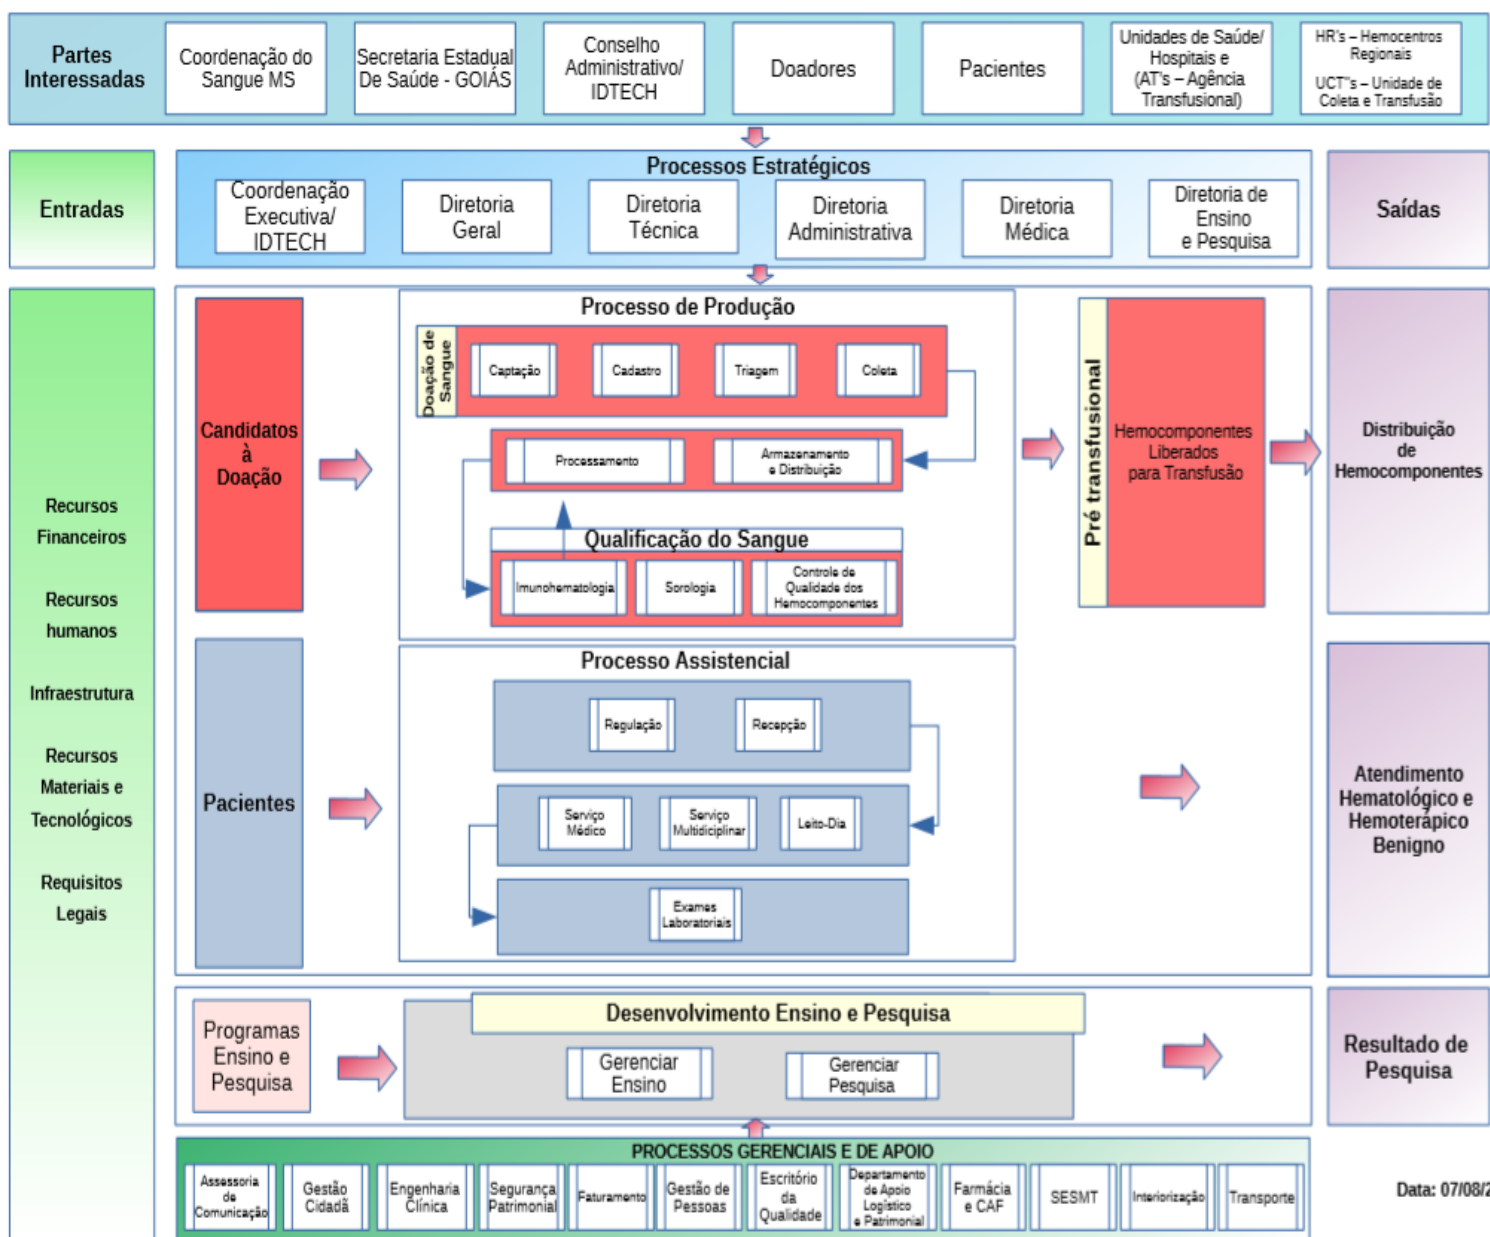 Partes
Interessadas
Coordenação do
Sangue MS
Secretaria Estadual
De Saúde - GOIÁS
Conselho
Administrativo/
IDTECH
Doadores
Pacientes
Unidades de Saúde/
Hospitais e
(AT's – Agência
Transfusional)
HR's – Hemocentros
Regionais
UCT"s – Unidade de
Coleta e Transfusão
Entradas
Processos Estratégicos
Coordenação
Executiva/
IDTECH
Diretoria
Geral
Diretoria
Técnica
Diretoria
Administrativa
Diretoria
Médica
Diretoria de
Ensino
e Pesquisa
Saídas
Recursos
Financeiros
Recursos
humanos
Infraestrutura
Recursos
Materiais e
Tecnológicos
Requisitos
Legais
Candidatos
à
Doação
Processo de Produção
Doação de
Sangue
Captação
Cadastro
Triagem
Coleta
Processamento
Armazenamento
e Distribuição
Qualificação do Sangue
Imunohematologia
Sorologia
Controle de
Qualidade dos
Hemocomponentes
Pré transfusional
Hemocomponentes
Liberados
para Transfusão
Distribuição
de
Hemocomponentes
Pacientes
Processo Assistencial
Regulação
Recepção
Serviço
Médico
Serviço
Multidiciplinar
Leito-Dia
Exames
Laboratoriais
Atendimento
Hematológico e
Hemoterápico
Benigno
Programas
Ensino e
Pesquisa
Desenvolvimento Ensino e Pesquisa
Gerenciar
Ensino
Gerenciar
Pesquisa
Resultado de
Pesquisa
PROCESSOS GERENCIAIS E DE APOIO
Assessoria
de
Comunicação
Gestão
Cidadã
Engenharia
Clínica
Segurança
Patrimonial
Faturamento
Gestão de
Pessoas
Escritório
da
Qualidade
Departamento
de Apoio
Logístico
e Patrimonial
Farmácia
e CAF
SESMT
Interiorização
Transporte
Data: 07/08/2